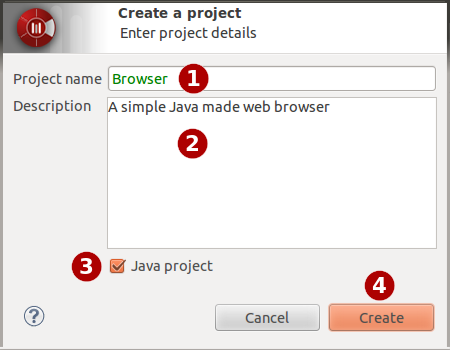 Create a project
Enter project details
Project name Browser 1
Description A simple Java made web browser
2
3 Java project
4
? Cancel Create